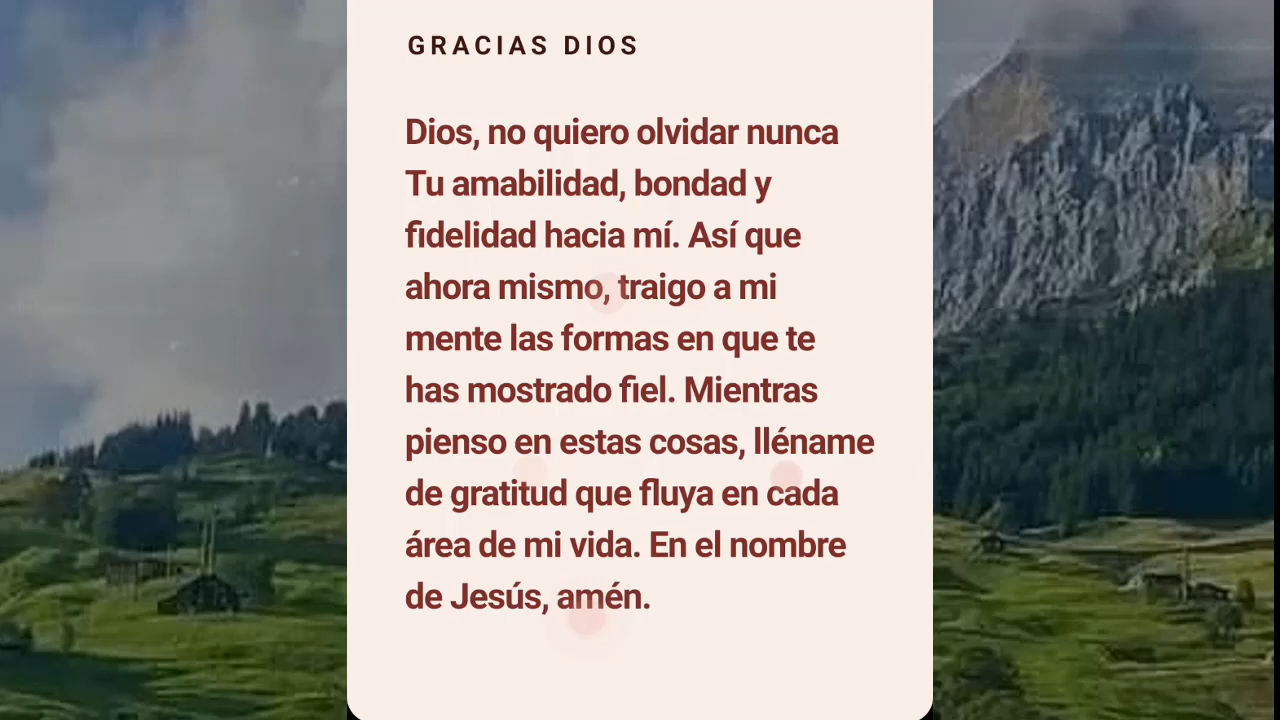 GRACIAS DIOS
Dios, no quiero olvidar nunca
Tu amabilidad, bondad y
fidelidad hacia mí. Así que
ahora mismo, traigo a mi
mente las formas en que te
has mostrado fiel. Mientras
pienso en estas cosas, lléname
de gratitud que fluya en cada
área de mi vida. En el nombre
de Jesús, amén.